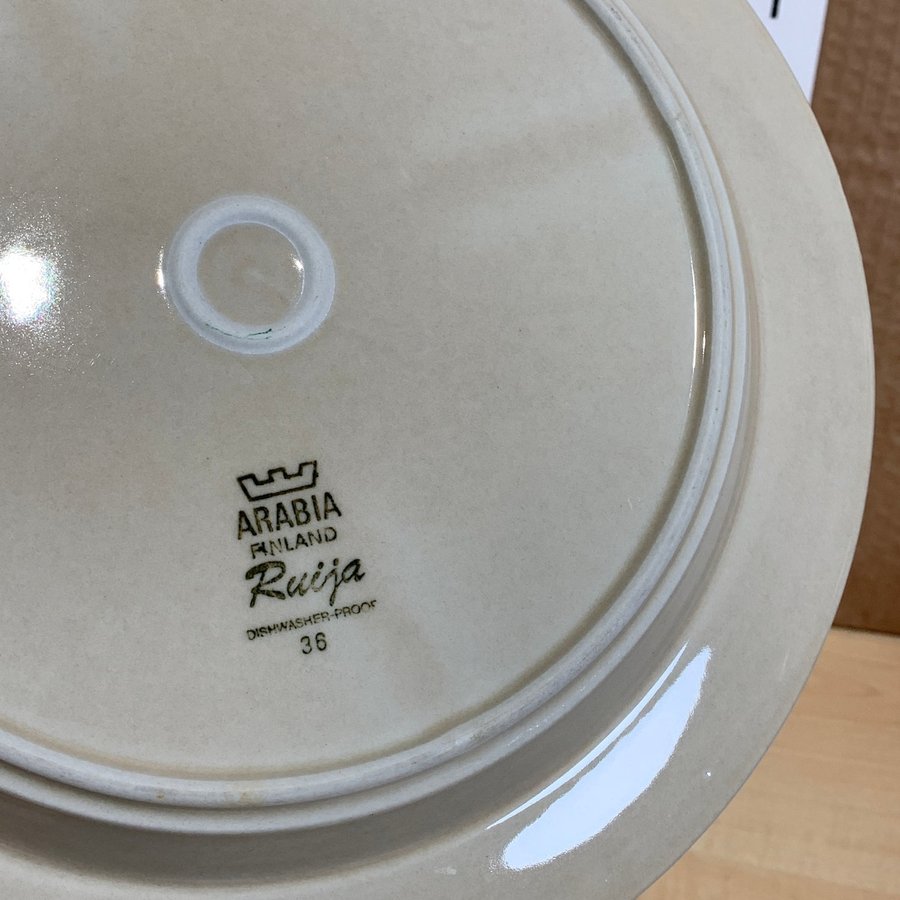 ARABIA
FINLAND
Ruija
DISHWASHER-PROOF
36